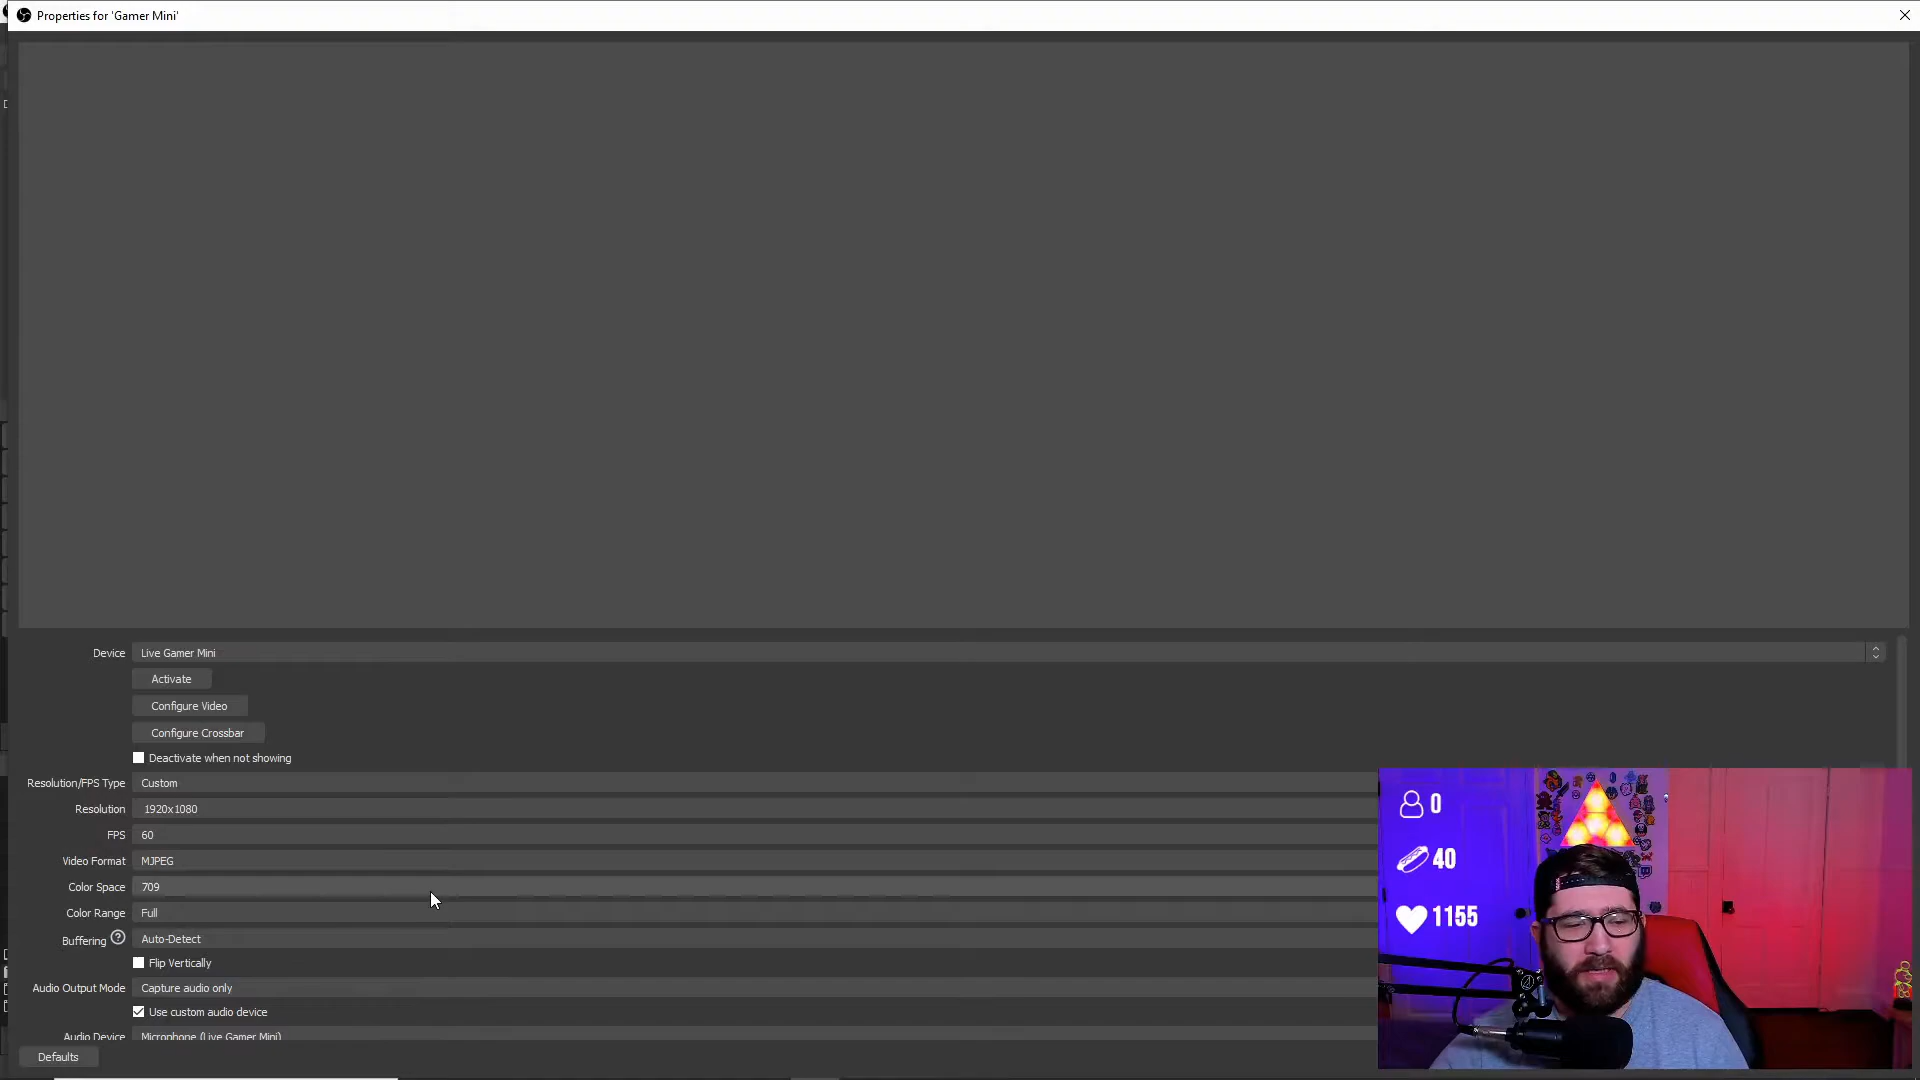 Properties for 'Gamer Mini'
Device Live Gamer Mini
Activate
Configure Video
Configure Crossbar
Deactivate when not showing
Resolution/FPS Type Custom
Resolution 1920x1080
FPS 60
Video Format MJPEG
Color Space 709
Color Range Full
Buffering ? Auto-Detect
Flip Vertically
Audio Output Mode Capture audio only
Use custom audio device
Audio Device Microphone (Live Gamer Mini)
Defaults
0
40
1155